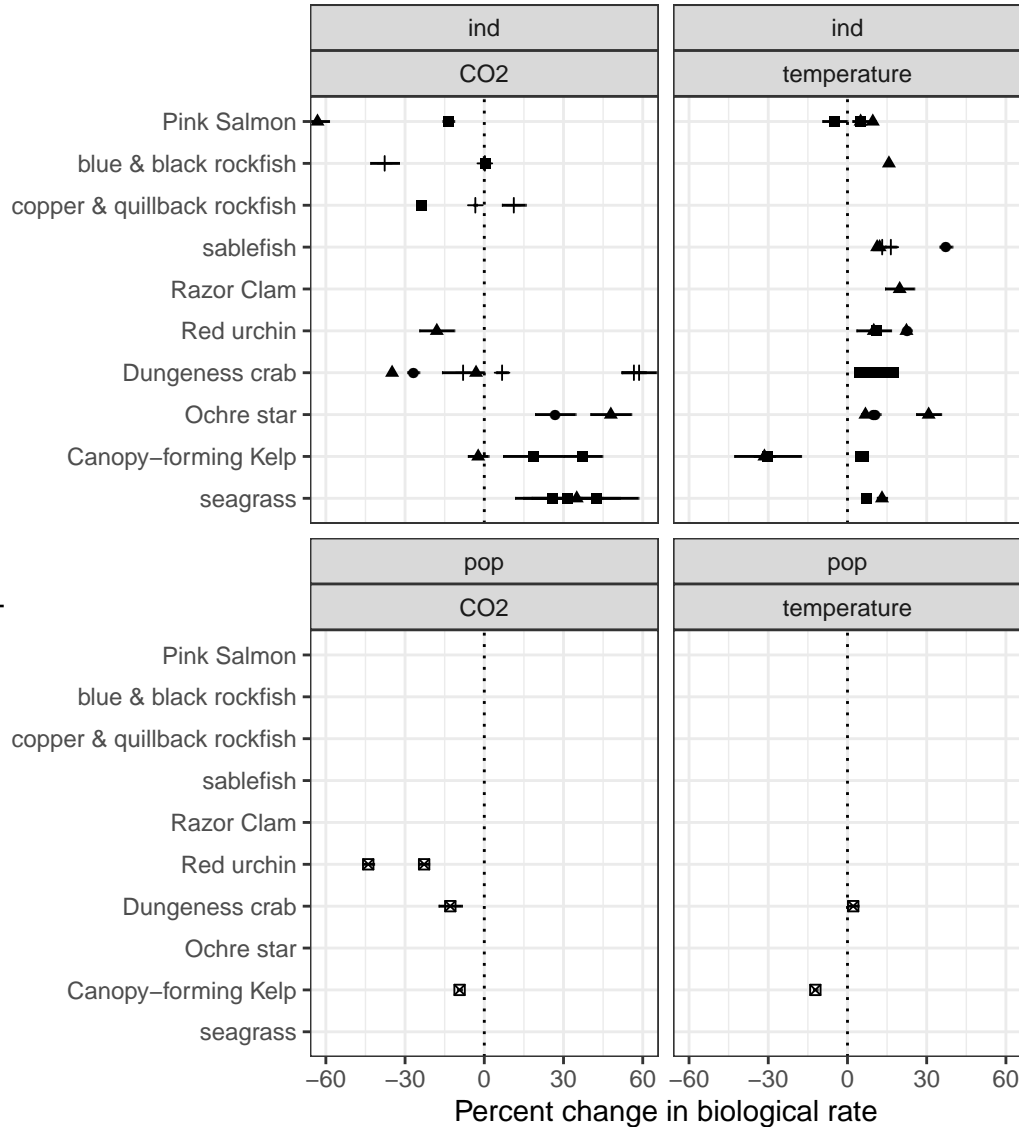 ind ind
CO2 temperature
Pink Salmon
blue & black rockfish
copper & quillback rockfish
sablefish
Razor Clam
Red urchin
Dungeness crab
Ochre star
Canopy−forming Kelp
seagrass
pop pop
CO2 temperature
Pink Salmon
blue & black rockfish
copper & quillback rockfish
sablefish
Razor Clam
Red urchin
Dungeness crab
Ochre star
Canopy−forming Kelp
seagrass
−60 −30 0 30 60 −60 −30 0 30 60
Percent change in biological rate